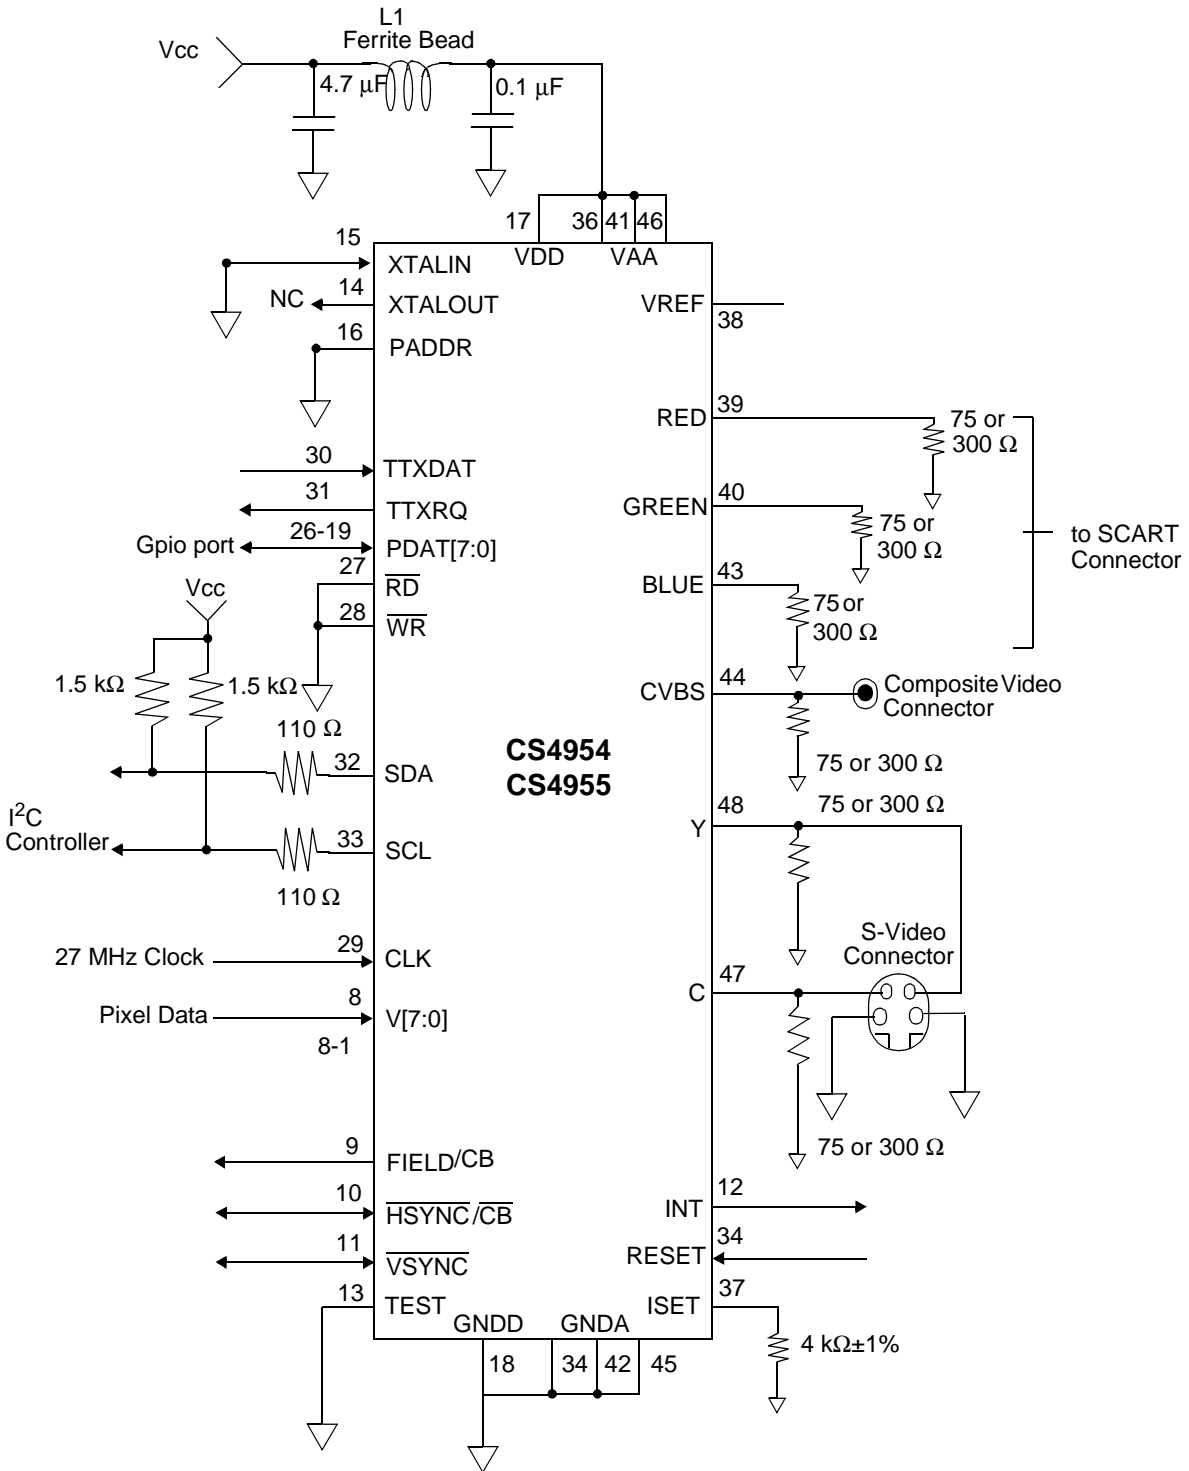 L1
Ferrite Bead
Vcc
4.7 μF
0.1 μF
17
36
41
46
VDD
VAA
15
XTALIN
NC
14
XTALOUT
16
PADDR
VREF
38
RED
39
75 or
300 Ω
30
TTXDAT
31
TTXRQ
GREEN
40
75 or
300 Ω
to SCART
Connector
Gpio port
26-19
PDAT[7:0]
27
RD
28
WR
BLUE
43
75 or
300 Ω
Vcc
1.5 kΩ
1.5 kΩ
CVBS
44
Composite Video
Connector
75 or 300 Ω
110 Ω
32
SDA
CS4954
CS4955
I2C
Controller
33
SCL
110 Ω
48
75 or 300 Ω
Y
S-Video
Connector
27 MHz Clock
29
CLK
47
C
Pixel Data
8
V[7:0]
8-1
75 or 300 Ω
9
FIELD/CB
10
HSYNC/CB
11
VSYNC
13
TEST
12
INT
34
RESET
37
ISET
4 kΩ±1%
GNDD
GNDA
18
34
42
45